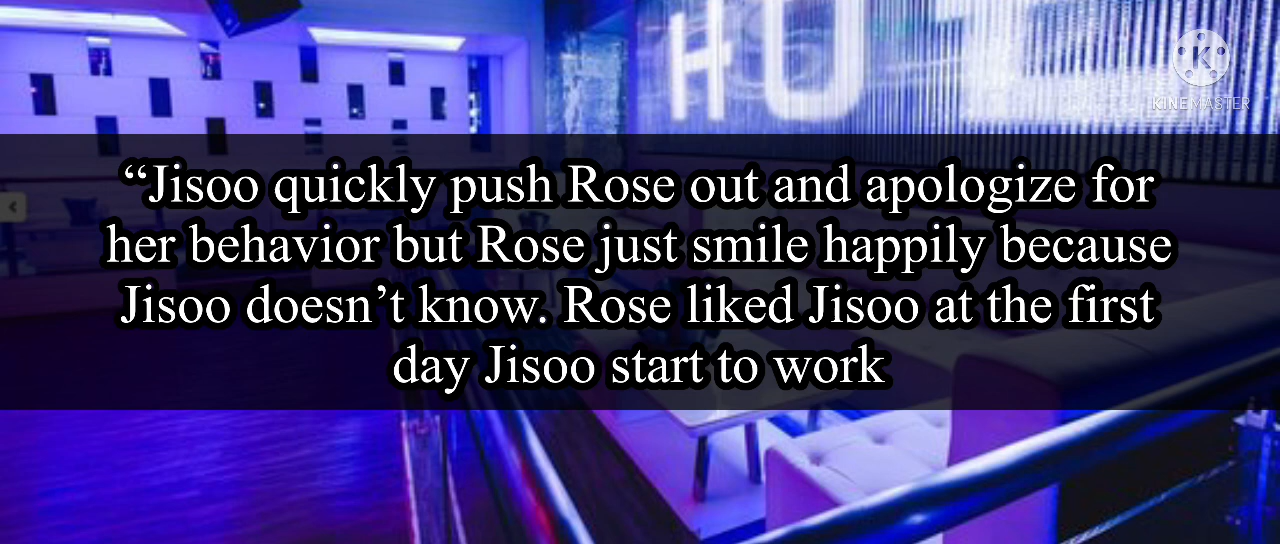 HO
KINEMASTER
“Jisoo quickly push Rose out and apologize for
her behavior but Rose just smile happily because
Jisoo doesn’t know. Rose liked Jisoo at the first
day Jisoo start to work